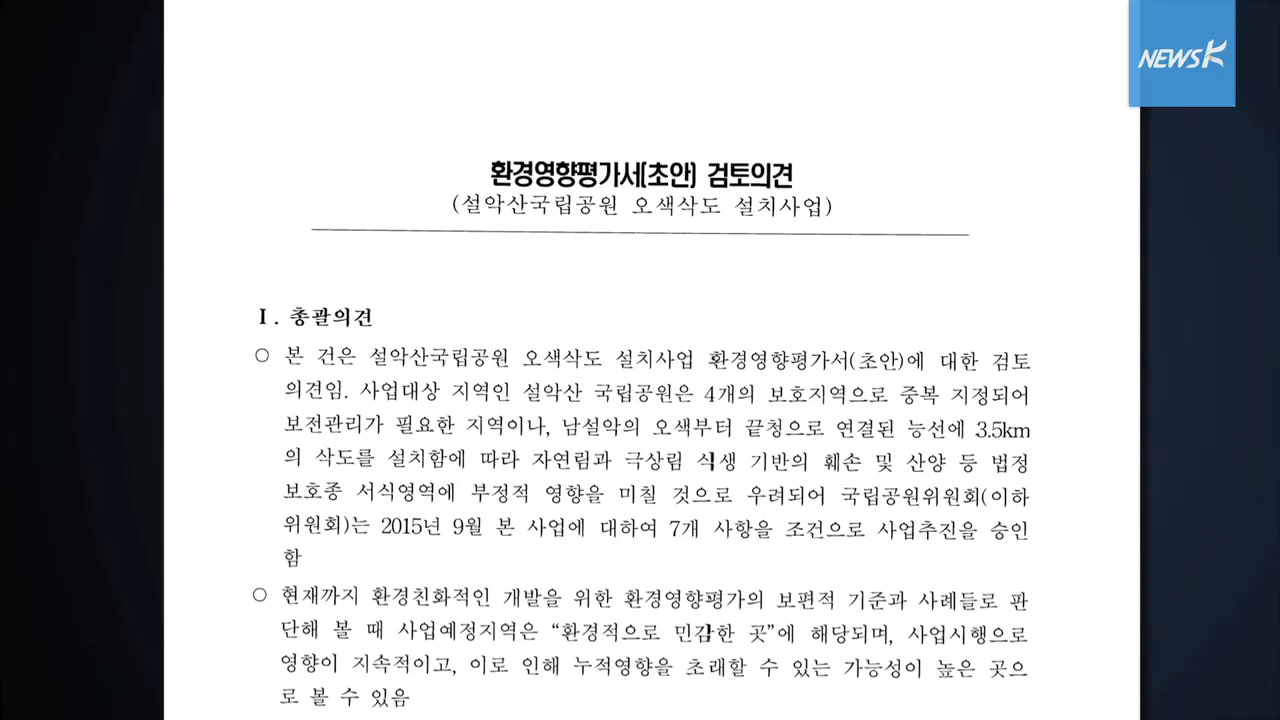 NEWSK
환경영향평가서(초안) 검토의견
(설악산국립공원 오색삭도 설치사업)
Ⅰ. 총괄의견
○ 본 건은 설악산국립공원 오색삭도 설치사업 환경영향평가서(초안)에 대한 검토
의견임. 사업대상 지역인 설악산 국립공원은 4개의 보호지역으로 중복 지정되어
보전관리가 필요한 지역이나, 남설악의 오색부터 끝청으로 연결된 능선에 3.5km
의 삭도를 설치함에 따라 자연림과 극상림 식생 기반의 훼손 및 산양 등 법정
보호종 서식영역에 부정적 영향을 미칠 것으로 우려되어 국립공원위원회(이하
위원회)는 2015년 9월 본 사업에 대하여 7개 사항을 조건으로 사업추진을 승인
함
○ 현재까지 환경친화적인 개발을 위한 환경영향평가의 보편적 기준과 사례들로 판
단해 볼 때 사업예정지역은 “환경적으로 민감한 곳”에 해당되며, 사업시행으로
영향이 지속적이고, 이로 인해 누적영향을 초래할 수 있는 가능성이 높은 곳으
로 볼 수 있음